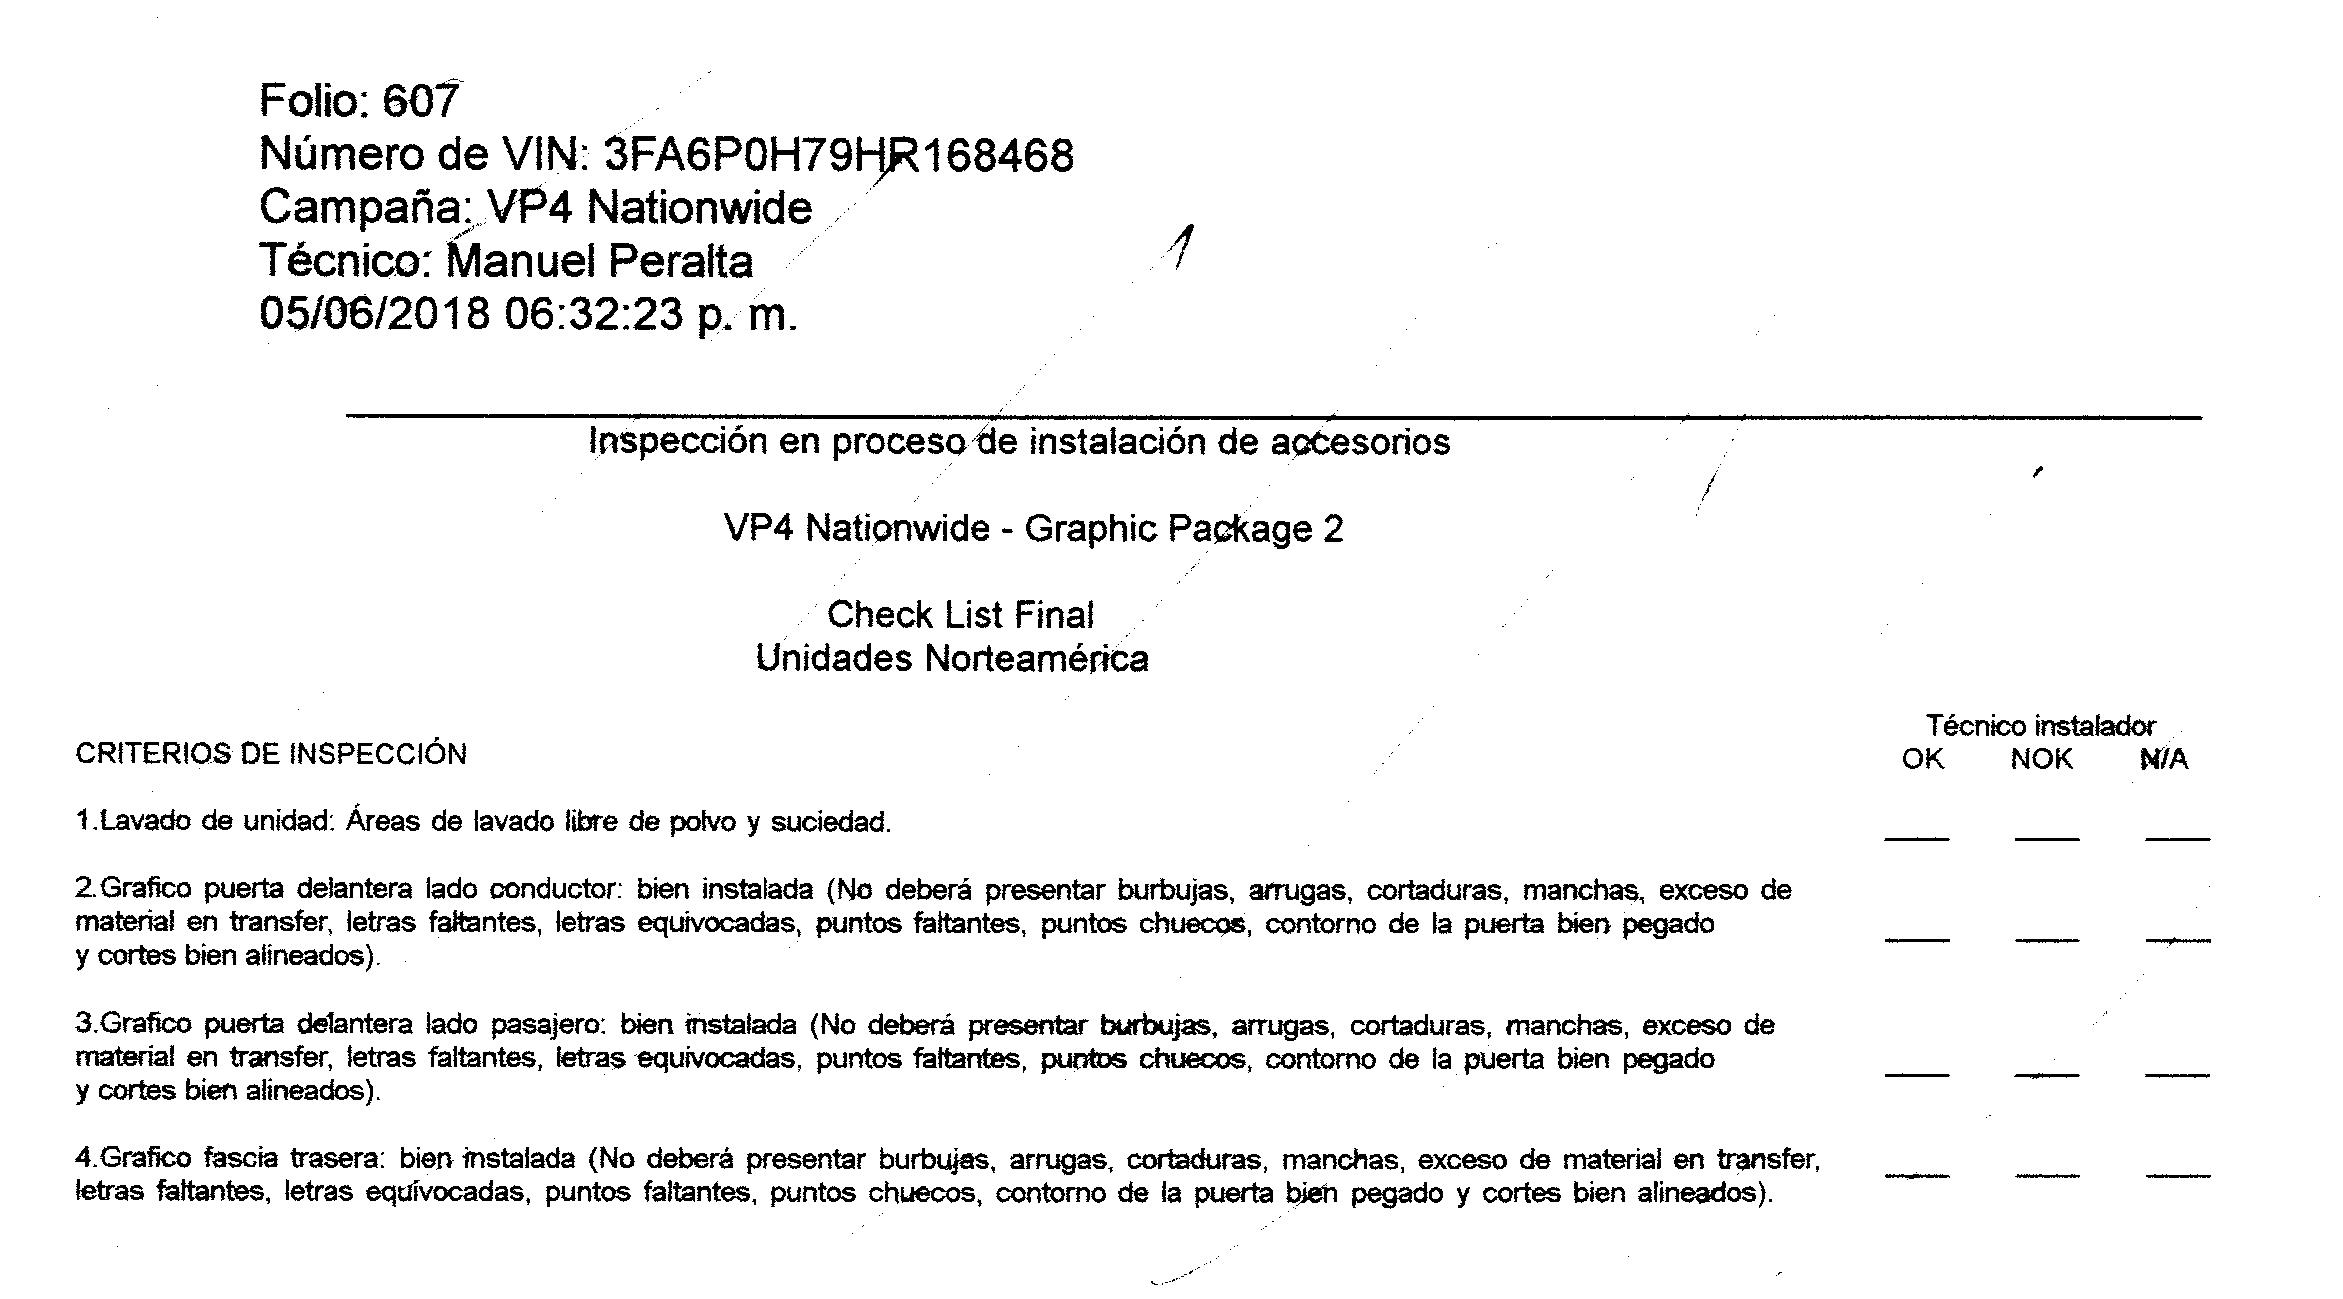 Folio: 607
Número de VIN: 3FA6P0H79HR168468
Campaña: VP4 Nationwide
Técnico: Manuel Peralta
05/06/2018 06:32:23 p. m.
Inspección en proceso de instalación de accesorios
VP4 Nationwide - Graphic Package 2
Check List Final
Unidades Norteamérica
Técnico instalador
CRITERIOS DE INSPECCIÓN OK NOK N/A
1.Lavado de unidad: Áreas de lavado libre de polvo y suciedad.
2.Grafico puerta delantera lado conductor: bien instalada (No deberá presentar burbujas, arrugas, cortaduras, manchas, exceso de
material en transfer, letras faltantes, letras equivocadas, puntos faltantes, puntos chuecos, contorno de la puerta bien pegado
y cortes bien alineados).
3.Grafico puerta delantera lado pasajero: bien instalada (No deberá presentar burbujas, arrugas, cortaduras, manchas, exceso de
material en transfer, letras faltantes, letras equivocadas, puntos faltantes, puntos chuecos, contorno de la puerta bien pegado
y cortes bien alineados).
4.Grafico fascia trasera: bien instalada (No deberá presentar burbujas, arrugas, cortaduras, manchas, exceso de material en transfer,
letras faltantes, letras equivocadas, puntos faltantes, puntos chuecos, contorno de la puerta bien pegado y cortes bien alineados).